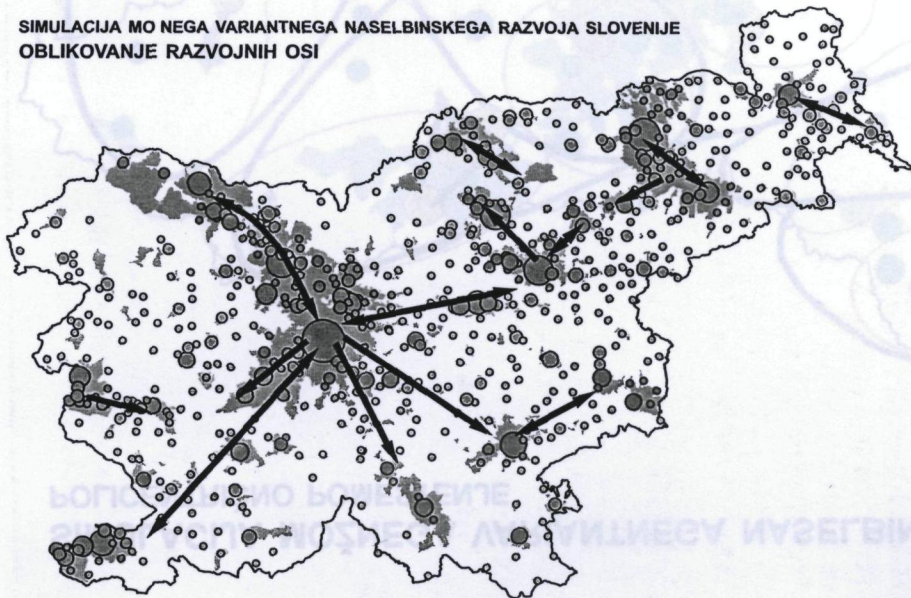 SIMULACIJA MO NEGA VARIANTNEGA NASELBINSKEGA RAZVOJA SLOVENIJE
OBLIKOVANJE RAZVOJNIH OSI